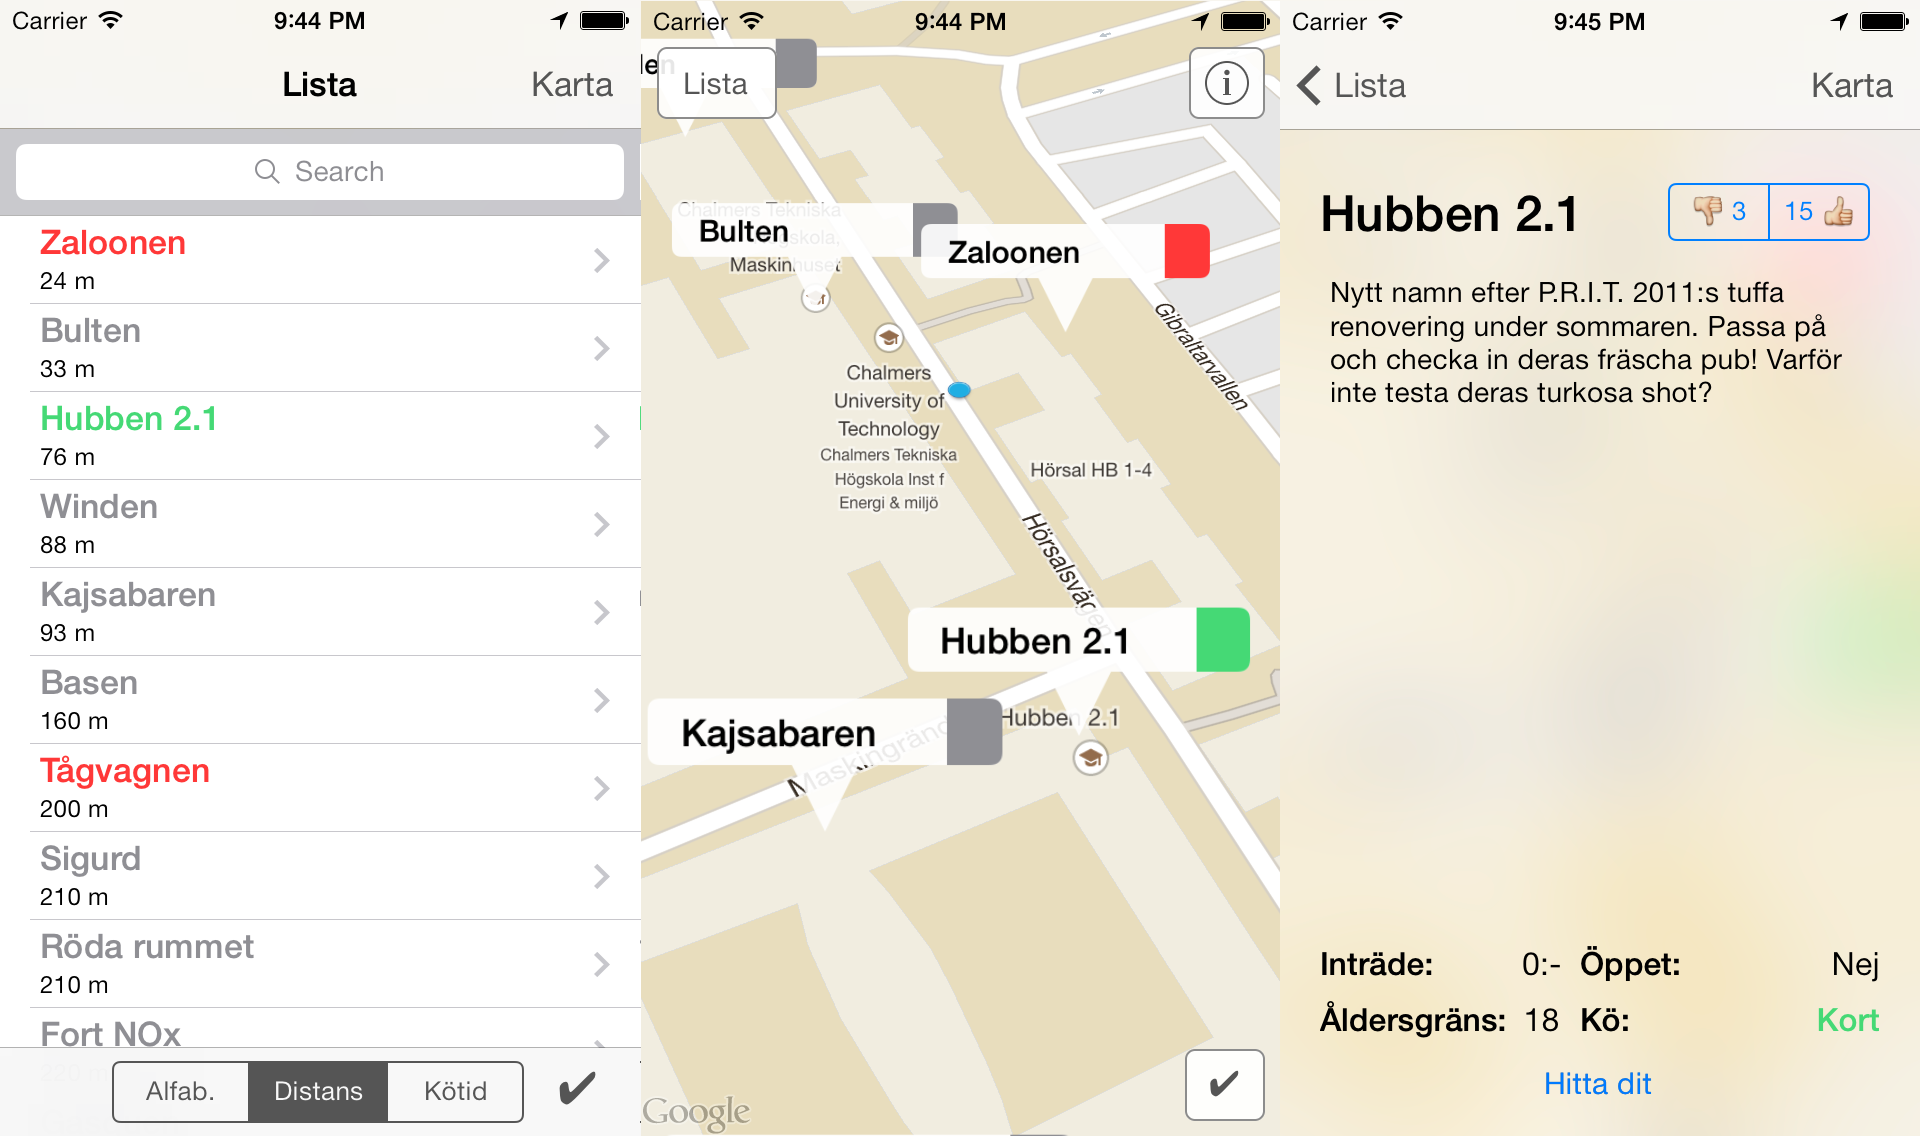 Carrier 9:44 PM
Lista Karta
Search
Zaloonen
24 m
Bulten
33 m
Hubben 2.1
76 m
Winden
88 m
Kajsabaren
93 m
Basen
160 m
Tågvagnen
200 m
Sigurd
210 m
Röda rummet
210 m
Fort NOx
Alfab. Distans Kötid
Carrier 9:44 PM
Lista
Chalmers Tekniska
Bulten
Zaloonen
Gibraltarvallen
Chalmers
University of
Technology
Chalmers Tekniska
Högskola Inst f
Energi & miljö
Hörsal HB 1-4
Hörsalsvägen
Hubben 2.1
Hubben 2.1
Kajsabaren
Maskingränd
Google
Carrier 9:45 PM
Lista Karta
Hubben 2.1 3 15
Nytt namn efter P.R.I.T. 2011:s tuffa
renovering under sommaren. Passa på
och checka in deras fräscha pub! Varför
inte testa deras turkosa shot?
Inträde: 0:- Öppet: Nej
Åldersgräns: 18 Kö: Kort
Hitta dit